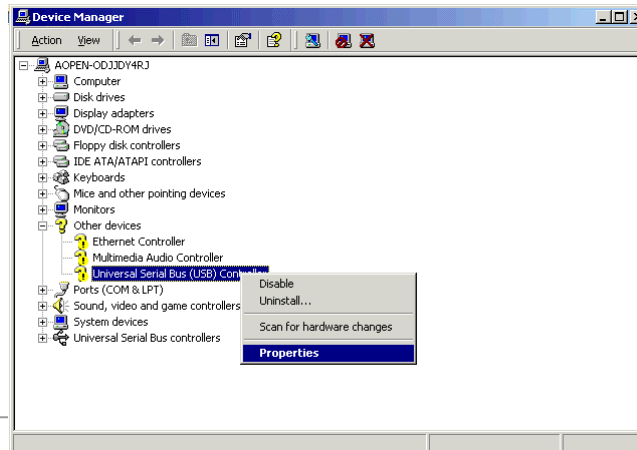 Device Manager
Action View
AOPEN-ODJJDY4RJ
Computer
Disk drives
Display adapters
DVD/CD-ROM drives
Floppy disk controllers
IDE ATA/ATAPI controllers
Keyboards
Mice and other pointing devices
Monitors
Other devices
Ethernet Controller
Multimedia Audio Controller
Universal Serial Bus (USB) Controller
Ports (COM & LPT)
Sound, video and game controllers
System devices
Universal Serial Bus controllers
Disable
Uninstall...
Scan for hardware changes
Properties